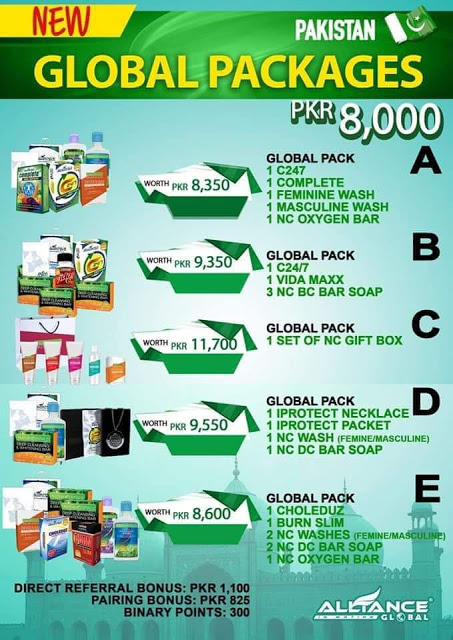 NEW
PAKISTAN
GLOBAL PACKAGES
PKR 8,000
A
GLOBAL PACK
1 C247
1 COMPLETE
1 FEMININE WASH
1 MASCULINE WASH
1 NC OXYGEN BAR
WORTH PKR 8,350
B
GLOBAL PACK
1 C24/7
1 VIDA MAXX
3 NC BC BAR SOAP
WORTH PKR 9,350
C
GLOBAL PACK
1 SET OF NC GIFT BOX
WORTH PKR 11,700
D
GLOBAL PACK
1 IPROTECT NECKLACE
1 IPROTECT PACKET
1 NC WASH (FEMINE/MASCULINE)
1 NC DC BAR SOAP
WORTH PKR 9,550
E
GLOBAL PACK
1 CHOLEDUZ
1 BURN SLIM
2 NC WASHES (FEMINE/MASCULINE)
2 NC DC BAR SOAP
1 NC OXYGEN BAR
WORTH PKR 8,600
DIRECT REFERRAL BONUS: PKR 1,100
PAIRING BONUS: PKR 825
BINARY POINTS: 300
ALLIANCE
IN MOTION GLOBAL